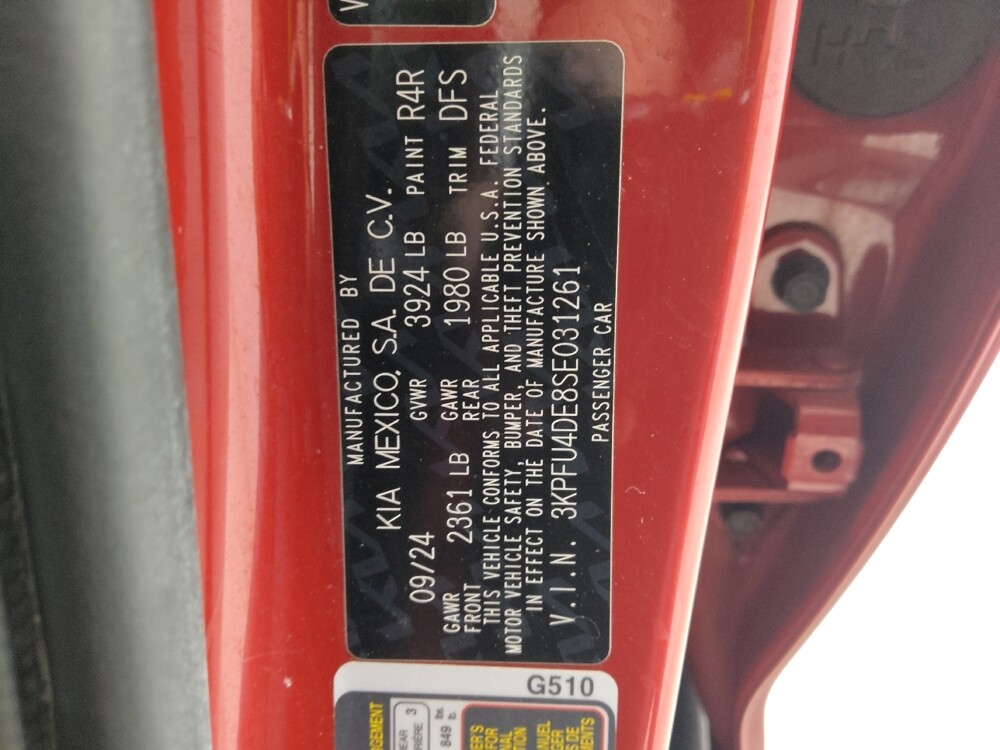 MANUFACTURED BY
KIA MEXICO, S.A. DE C.V.
09/24 GVWR 3924 LB PAINT R4R
GAWR FRONT 2361 LB GAWR REAR 1980 LB TRIM DFS
THIS VEHICLE CONFORMS TO ALL APPLICABLE U.S.A. FEDERAL
MOTOR VEHICLE SAFETY, BUMPER, AND THEFT PREVENTION STANDARDS
IN EFFECT ON THE DATE OF MANUFACTURE SHOWN ABOVE.
V.I.N. 3KPFU4DE8SE031261
PASSENGER CAR
G510
3
849